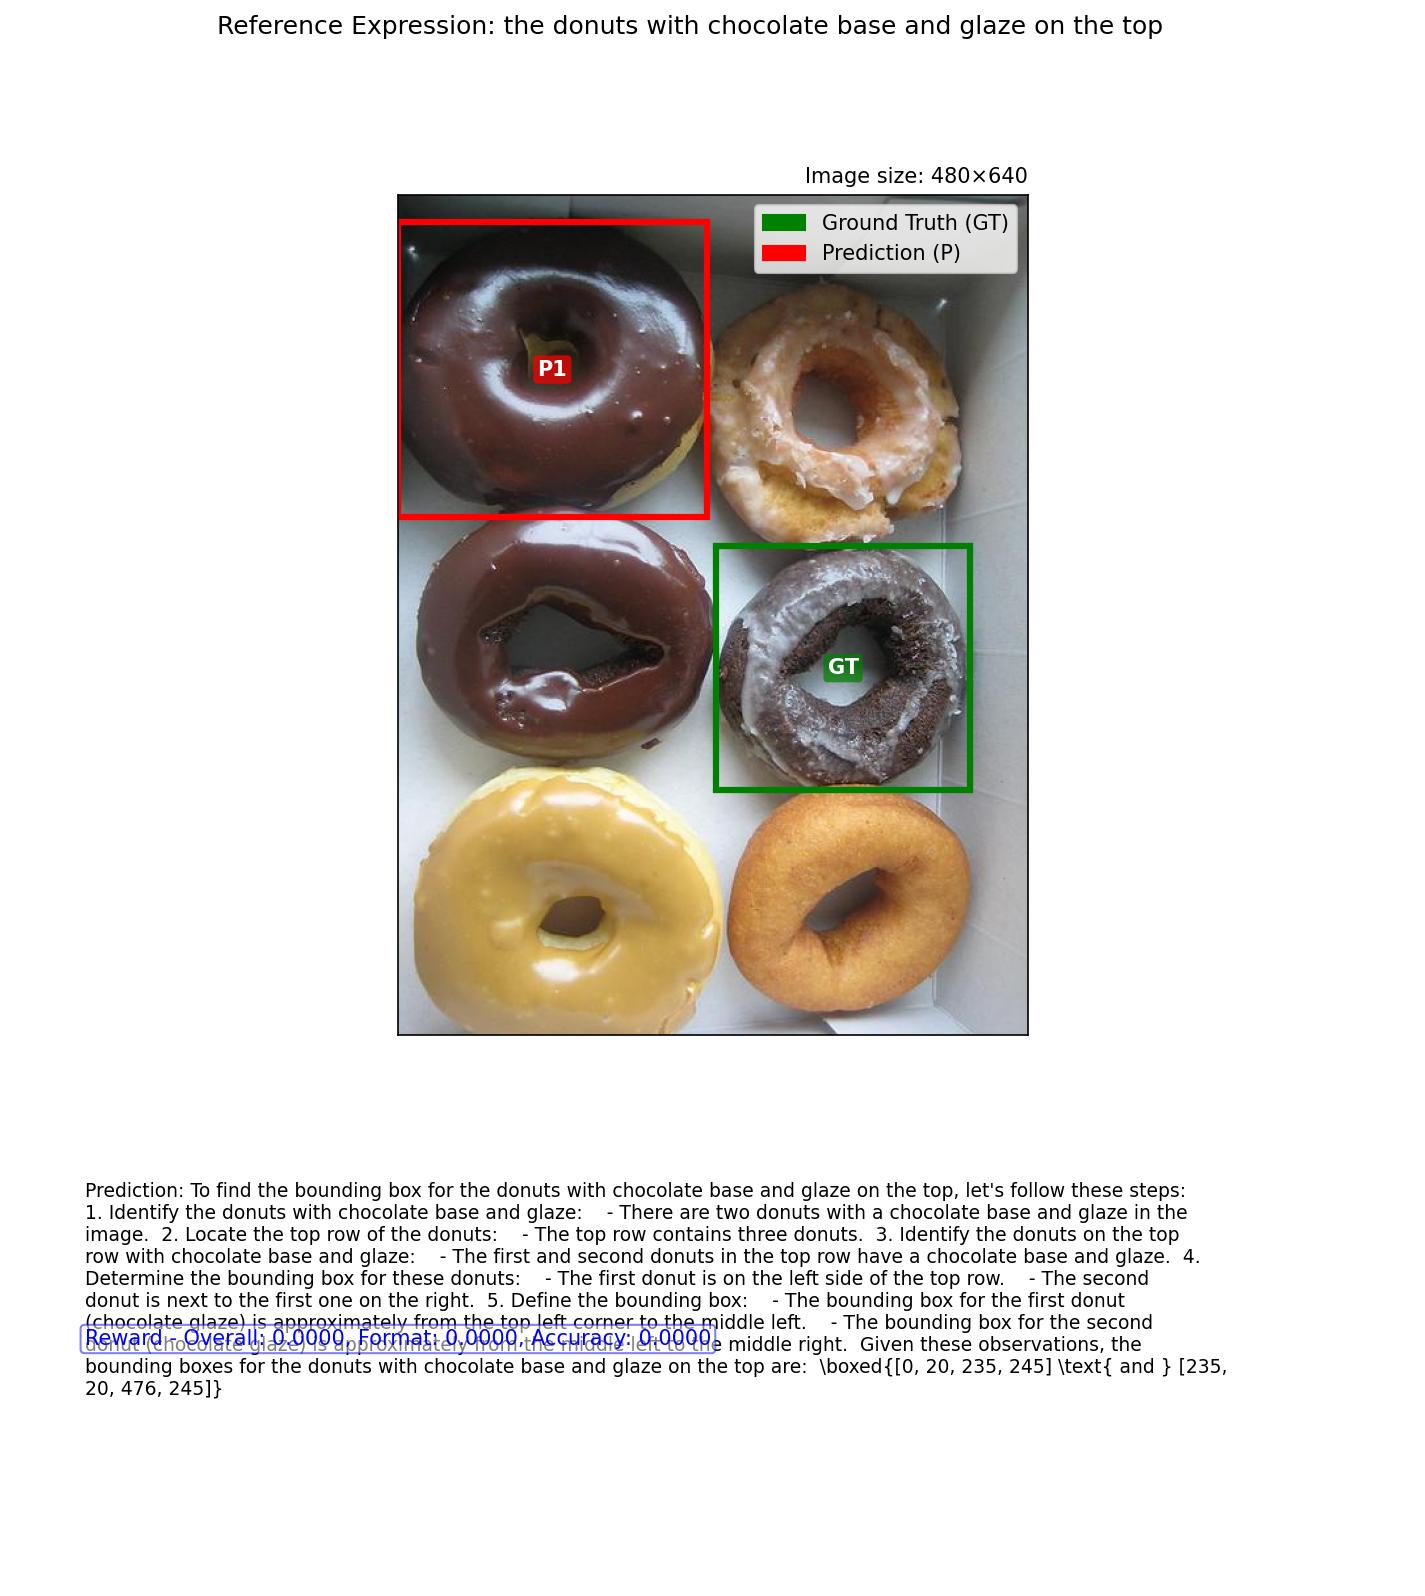 Reference Expression: the donuts with chocolate base and glaze on the top
Image size: 480×640
Ground Truth (GT)
Prediction (P)
P1
GT
Prediction: To find the bounding box for the donuts with chocolate base and glaze on the top, let's follow these steps:
1. Identify the donuts with chocolate base and glaze: - There are two donuts with a chocolate base and glaze in the
image. 2. Locate the top row of the donuts: - The top row contains three donuts. 3. Identify the donuts on the top
row with chocolate base and glaze: - The first and second donuts in the top row have a chocolate base and glaze. 4.
Determine the bounding box for these donuts: - The first donut is on the left side of the top row. - The second
donut is next to the first one on the right. 5. Define the bounding box: - The bounding box for the first donut
(chocolate glaze) is approximately from the top left corner to the middle left. - The bounding box for the second
Reward - Overall: 0.0000, Format: 0.0000, Accuracy: 0.0000
donut (chocolate glaze) is approximately from the middle left to the middle right. Given these observations, the
bounding boxes for the donuts with chocolate base and glaze on the top are: \boxed{[0, 20, 235, 245] \text{ and } [235,
20, 476, 245]}